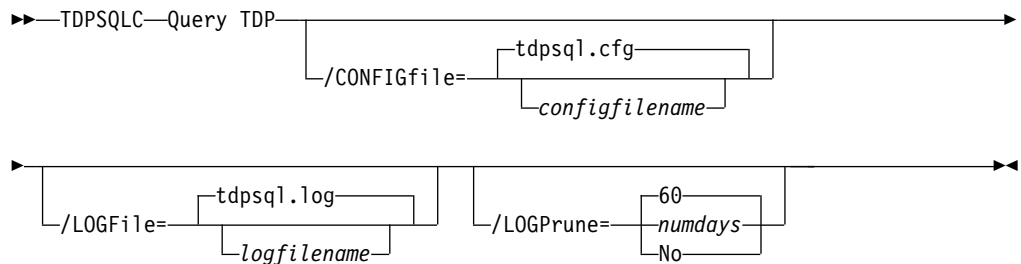 TDPSQLC Query TDP
tdpsql.cfg
/CONFIGfile=
configfilename
tdpsql.log
/LOGFile=
logfilename
60
/LOGPrune=
numdays
No